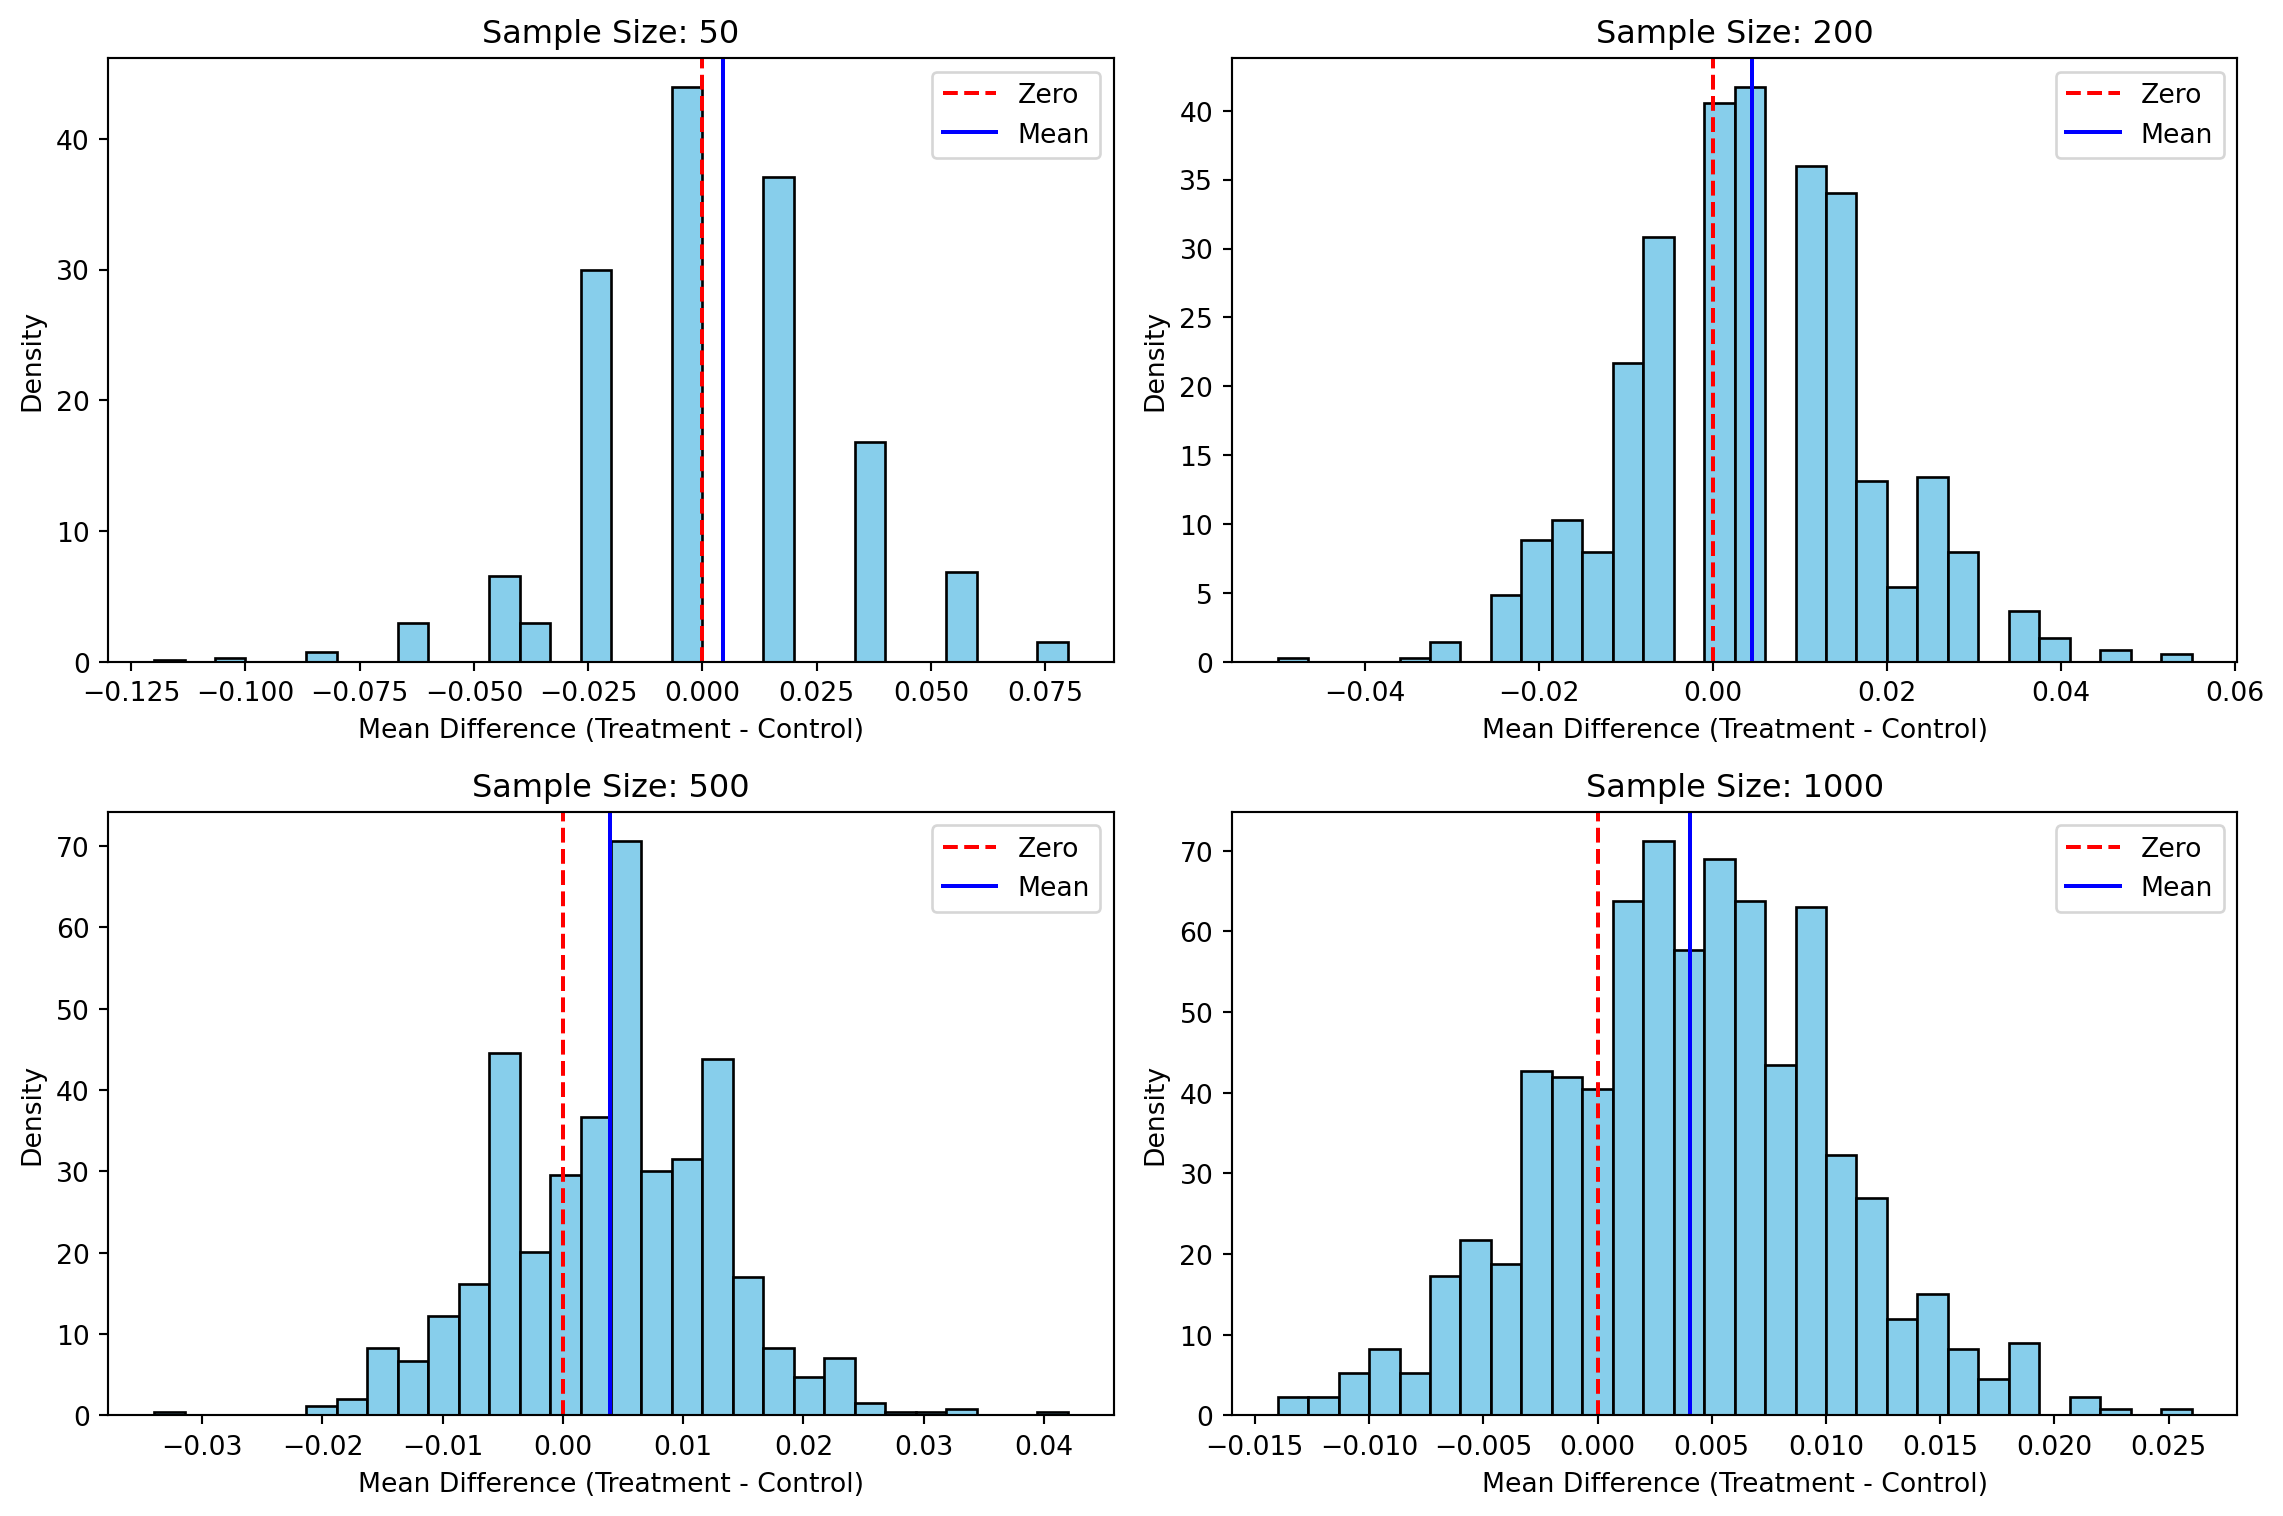 Sample Size: 50
Zero
Mean
Density
40
30
20
10
0
−0.125 −0.100 −0.075 −0.050 −0.025 0.000 0.025 0.050 0.075
Mean Difference (Treatment - Control)
Sample Size: 200
Zero
Mean
Density
40
35
30
25
20
15
10
5
0
−0.04 −0.02 0.00 0.02 0.04 0.06
Mean Difference (Treatment - Control)
Sample Size: 500
Zero
Mean
Density
70
60
50
40
30
20
10
0
−0.03 −0.02 −0.01 0.00 0.01 0.02 0.03 0.04
Mean Difference (Treatment - Control)
Sample Size: 1000
Zero
Mean
Density
70
60
50
40
30
20
10
0
−0.015 −0.010 −0.005 0.000 0.005 0.010 0.015 0.020 0.025
Mean Difference (Treatment - Control)